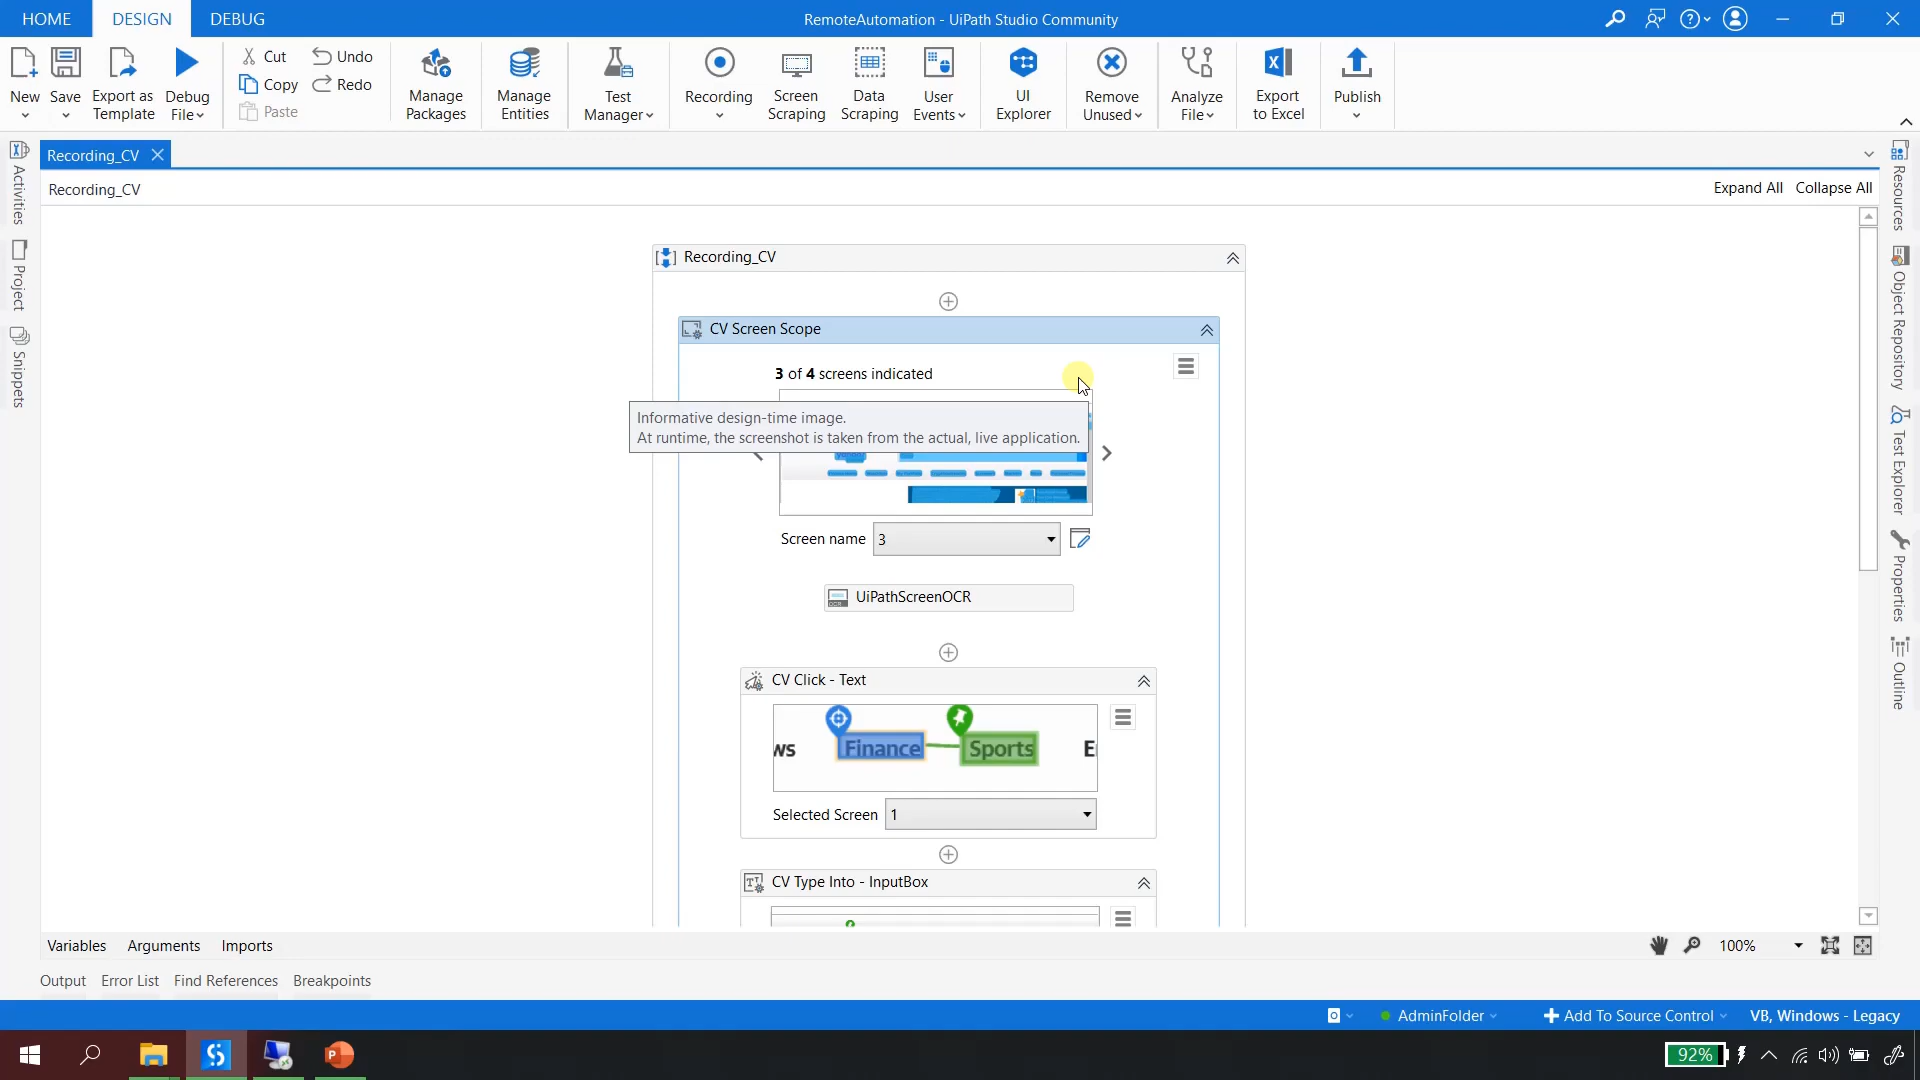 HOME DESIGN DEBUG RemoteAutomation - UiPath Studio Community
New
Save
Export as
Template
Debug
File
Cut
Copy
Paste
Undo
Redo
Manage
Packages
Manage
Entities
Test
Manager
Recording
Screen
Scraping
Data
Scraping
User
Events
UI
Explorer
Remove
Unused
Analyze
File
Export
to Excel
Publish
Recording_CV
Recording_CV
Expand All Collapse All
Activities
Project
Snippets
Recording_CV
CV Screen Scope
3 of 4 screens indicated
Informative design-time image.
At runtime, the screenshot is taken from the actual, live application.
Screen name 3
UiPathScreenOCR
CV Click - Text
ws Finance Sports
Selected Screen 1
CV Type Into - InputBox
Resources
Object Repository
Test Explorer
Properties
Outline
Variables Arguments Imports
100%
Output Error List Find References Breakpoints
AdminFolder Add To Source Control VB, Windows - Legacy
92%